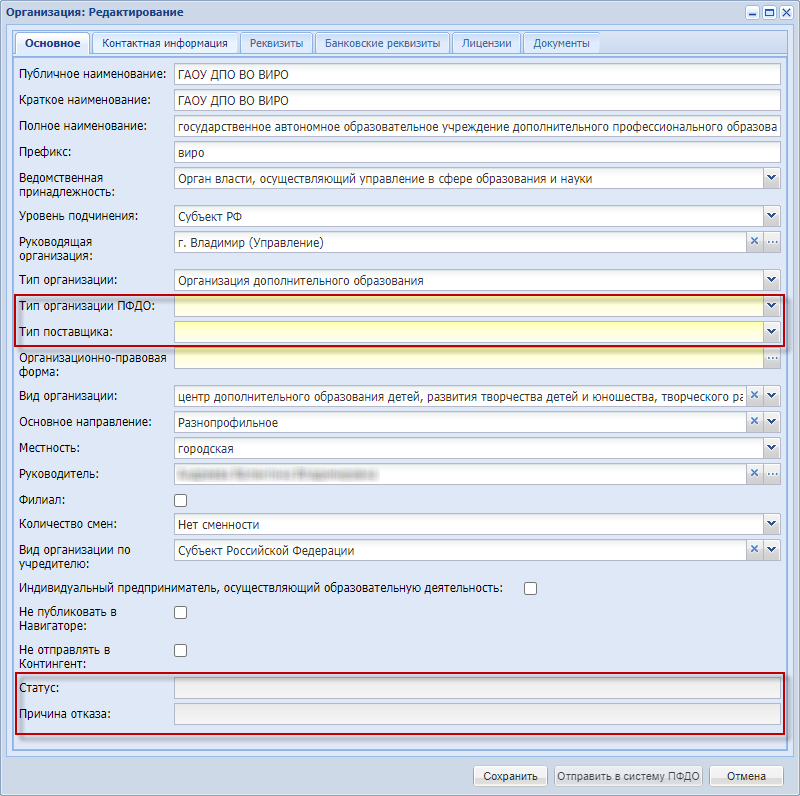 Организация: Редактирование
Основное Контактная информация Реквизиты Банковские реквизиты Лицензии Документы
Публичное наименование: ГАОУ ДПО ВО ВИРО
Краткое наименование: ГАОУ ДПО ВО ВИРО
Полное наименование: государственное автономное образовательное учреждение дополнительного профессионального образова
Префикс: виро
Ведомственная принадлежность: Орган власти, осуществляющий управление в сфере образования и науки
Уровень подчинения: Субъект РФ
Руководящая организация: г. Владимир (Управление)
Тип организации: Организация дополнительного образования
Тип организации ПФДО:
Тип поставщика:
Организационно-правовая
форма:
Вид организации: центр дополнительного образования детей, развития творчества детей и юношества, творческого ра
Основное направление: Разнопрофильное
Местность: городская
Руководитель:
Филиал:
Количество смен: Нет сменности
Вид организации по учредителю: Субъект Российской Федерации
Индивидуальный предприниматель, осуществляющий образовательную деятельность:
Не публиковать в
Навигаторе:
Не отправлять в
Контингент:
Статус:
Причина отказа:
Сохранить Отправить в систему ПФДО Отмена